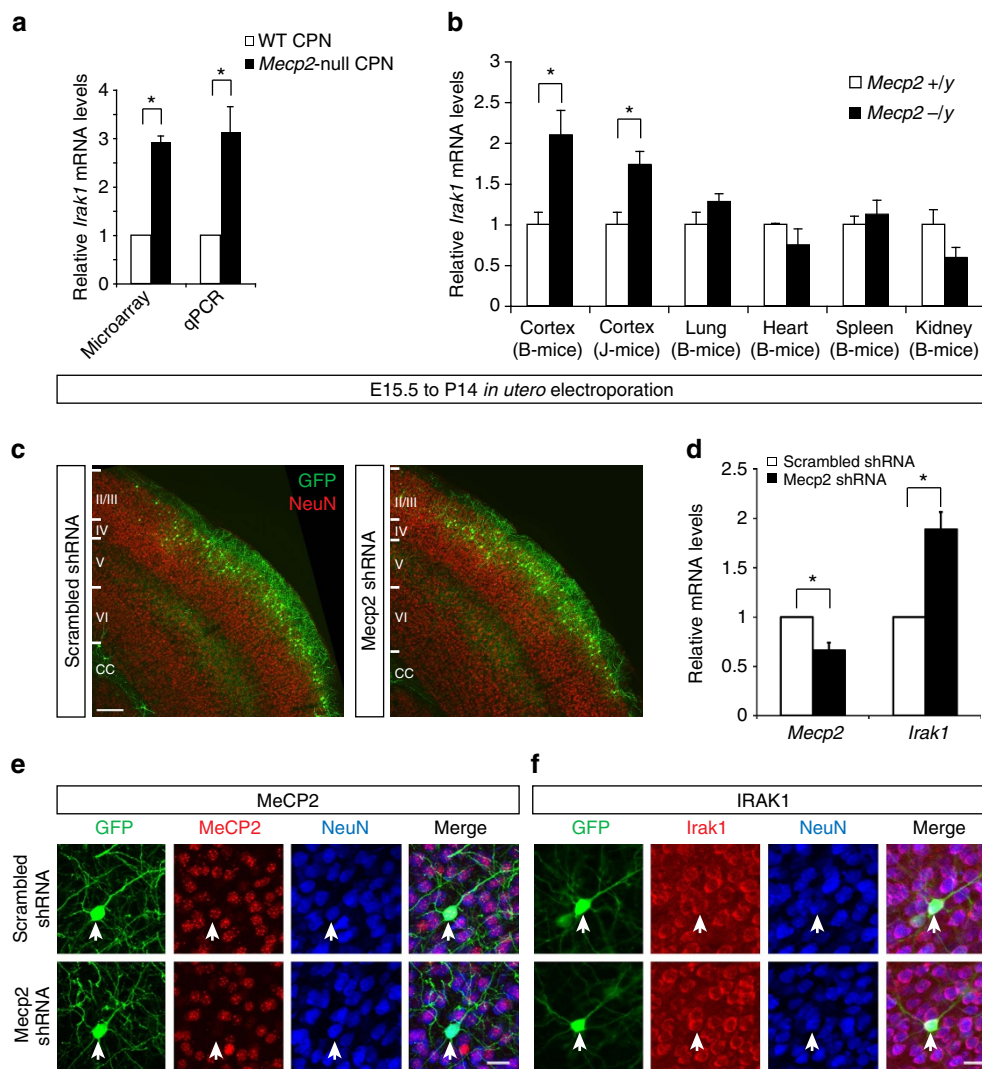 a
WT CPN
Mecp2-null CPN
Relative Irak1 mRNA levels
4
3
2
1
0
*
*
Microarray
qPCR
b
Mecp2 +/y
Mecp2 –/y
Relative Irak1 mRNA levels
3
2.5
2
1.5
1
0.5
0
*
*
Cortex
(B-mice)
Cortex
(J-mice)
Lung
(B-mice)
Heart
(B-mice)
Spleen
(B-mice)
Kidney
(B-mice)
E15.5 to P14 in utero electroporation
c
Scrambled shRNA
GFP
NeuN
II/III
IV
V
VI
CC
Mecp2 shRNA
II/III
IV
V
VI
CC
d
Scrambled shRNA
Mecp2 shRNA
Relative mRNA levels
2.5
2
1.5
1
0.5
0
*
*
Mecp2
Irak1
e
MeCP2
GFP MeCP2 NeuN Merge
Scrambled
shRNA
Mecp2
shRNA
f
IRAK1
GFP Irak1 NeuN Merge